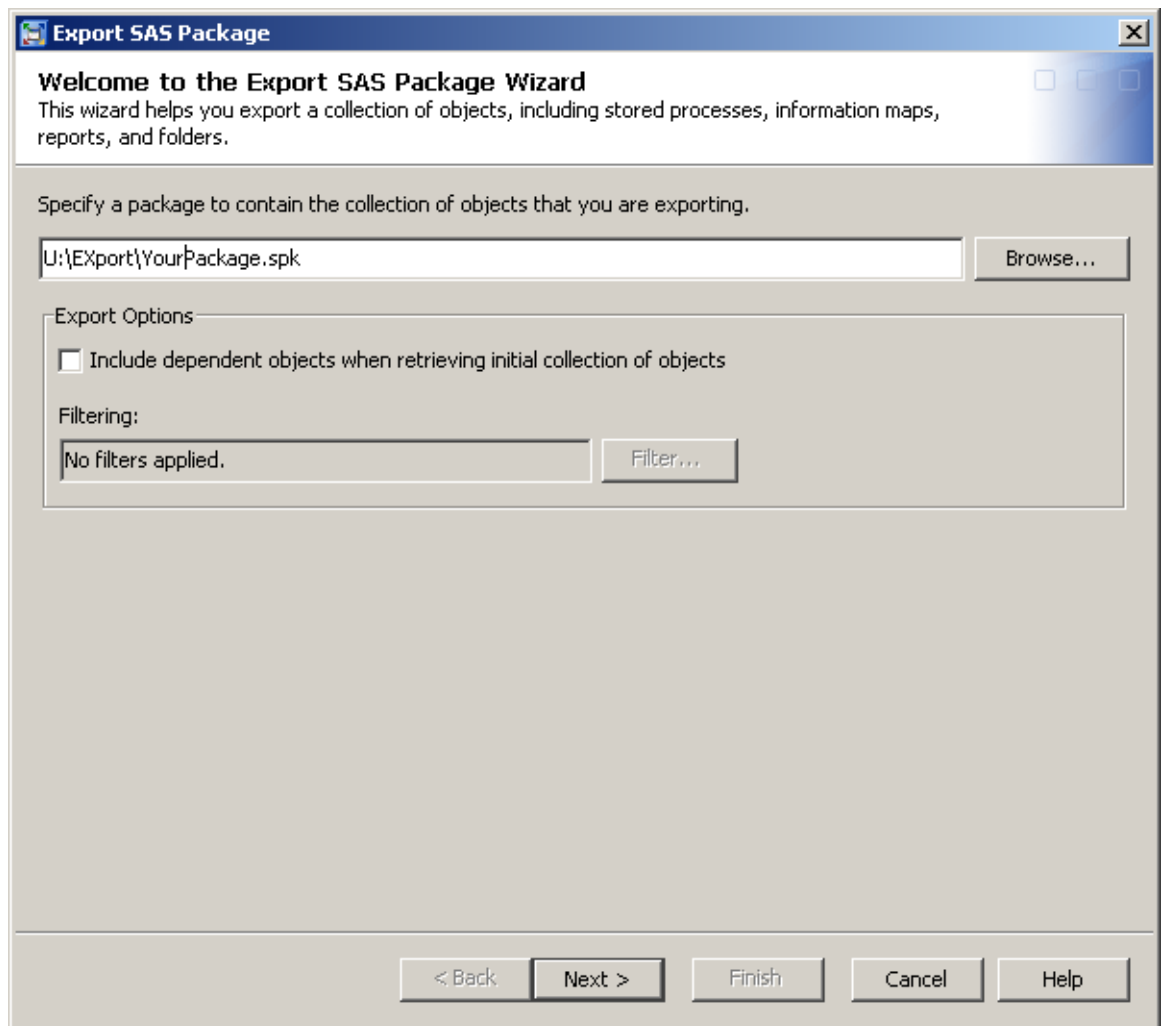 Export SAS Package
Welcome to the Export SAS Package Wizard
This wizard helps you export a collection of objects, including stored processes, information maps,
reports, and folders.
Specify a package to contain the collection of objects that you are exporting.
U:\EXport\YourPackage.spk
Browse...
Export Options
Include dependent objects when retrieving initial collection of objects
Filtering:
No filters applied.
Filter...
< Back
Next >
Finish
Cancel
Help